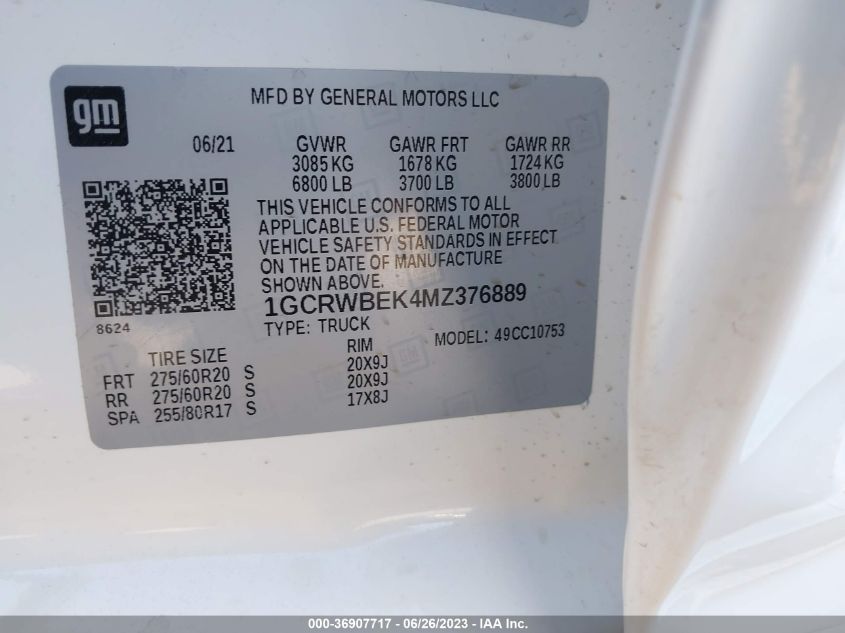 gm
MFD BY GENERAL MOTORS LLC
06/21 GVWR GAWR FRT GAWR RR
3085 KG 1678 KG 1724 KG
6800 LB 3700 LB 3800 LB
THIS VEHICLE CONFORMS TO ALL
APPLICABLE U.S. FEDERAL MOTOR
VEHICLE SAFETY STANDARDS IN EFFECT
ON THE DATE OF MANUFACTURE
SHOWN ABOVE.
1GCRWBEK4MZ376889
8624
TYPE: TRUCK MODEL: 49CC10753
TIRE SIZE RIM
FRT 275/60R20 S 20X9J
RR 275/60R20 S 20X9J
SPA 255/80R17 S 17X8J
000-36907717 - 06/26/2023 - IAA Inc.